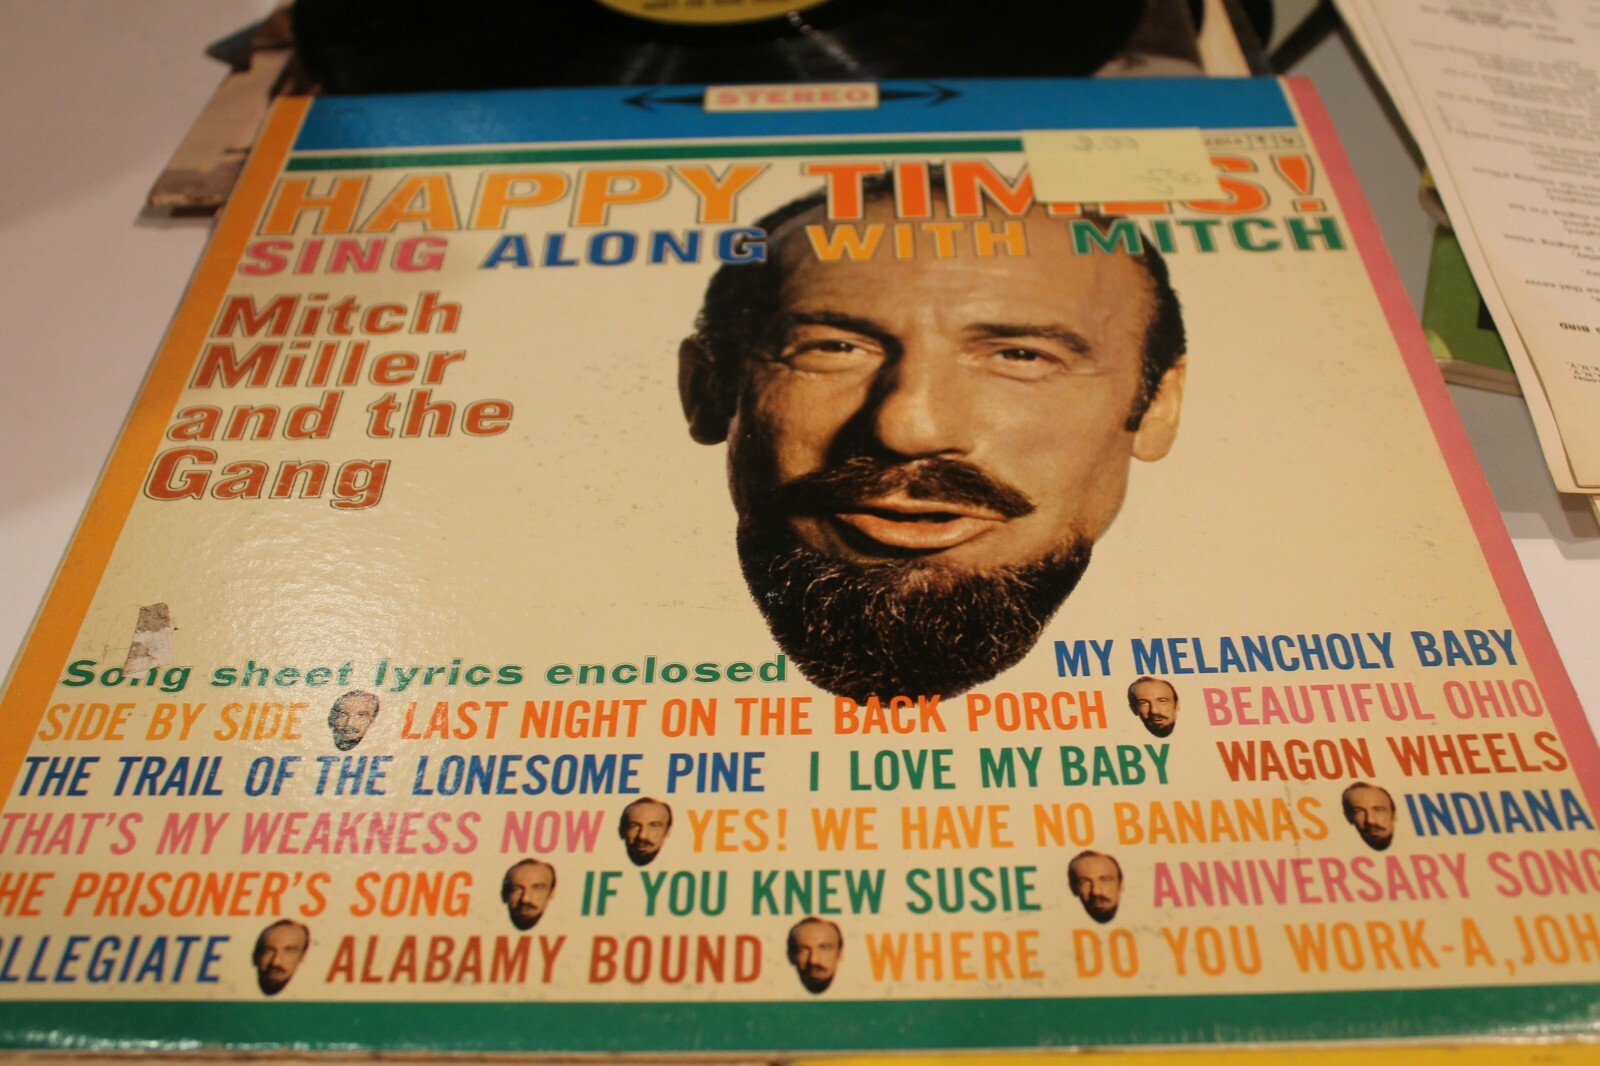 STEREO
HAPPY TIMES!
SING ALONG WITH MITCH
Mitch
Miller
and the
Gang
Song sheet lyrics enclosed
MY MELANCHOLY BABY
SIDE BY SIDE LAST NIGHT ON THE BACK PORCH BEAUTIFUL OHIO
THE TRAIL OF THE LONESOME PINE I LOVE MY BABY WAGON WHEELS
THAT'S MY WEAKNESS NOW YES! WE HAVE NO BANANAS INDIANA
HE PRISONER'S SONG IF YOU KNEW SUSIE ANNIVERSARY SONG
LLEGIATE ALABAMY BOUND WHERE DO YOU WORK-A, JOH
BIRD